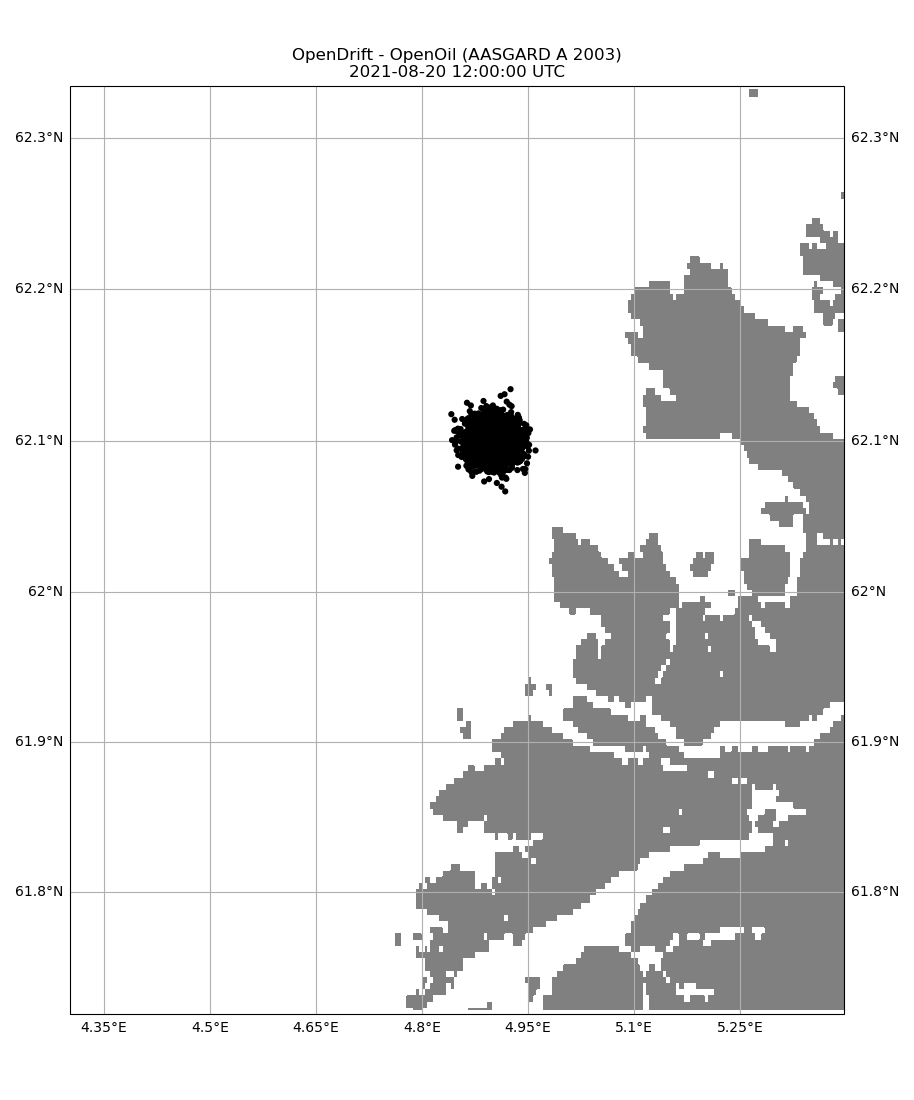 OpenDrift - OpenOil (AASGARD A 2003)
2021-08-20 12:00:00 UTC
62.3°N 62.3°N
62.2°N 62.2°N
62.1°N 62.1°N
62°N 62°N
61.9°N 61.9°N
61.8°N 61.8°N
4.35°E 4.5°E 4.65°E 4.8°E 4.95°E 5.1°E 5.25°E